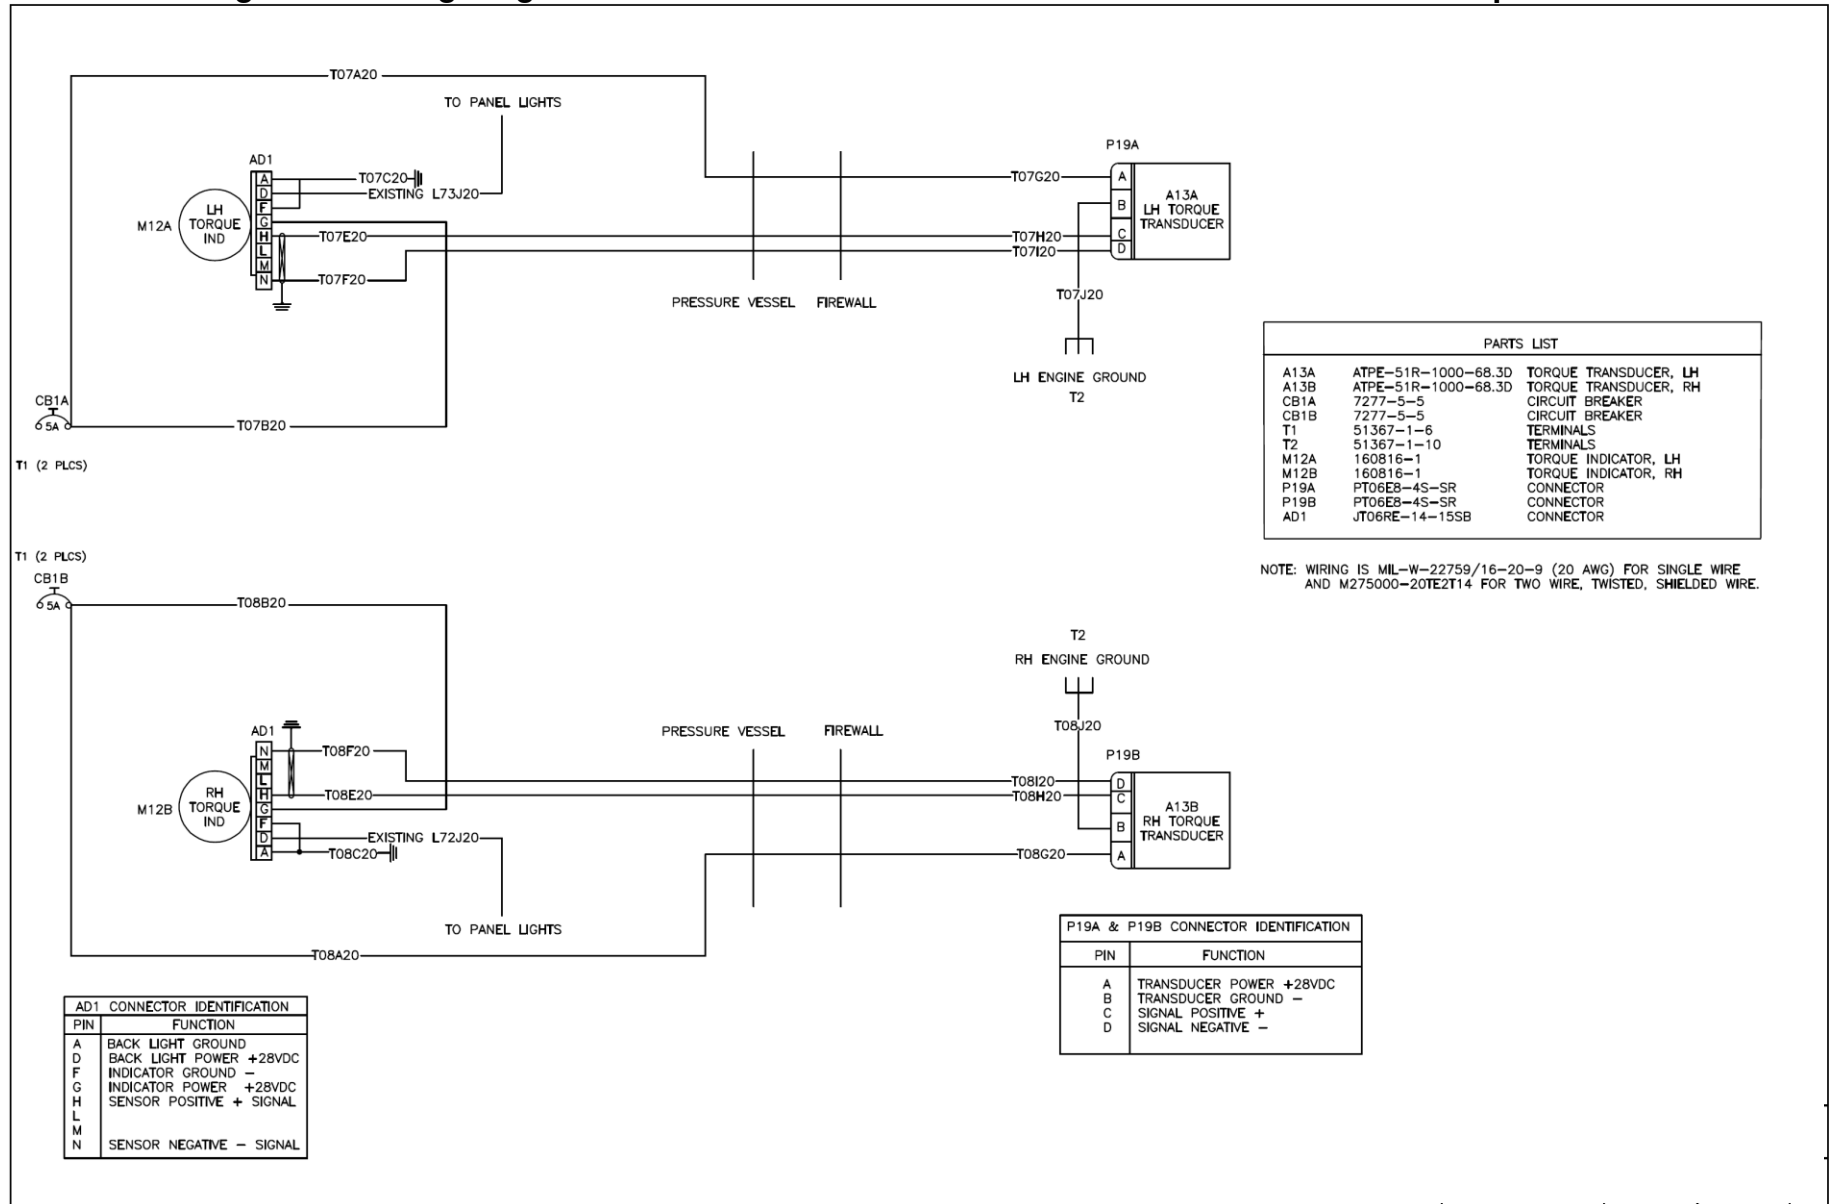 T07A20
TO PANEL LIGHTS
P19A
AD1
A
T07C20
T07G20
A
D
EXISTING L73J20
A13A
LH TORQUE
TRANSDUCER
F
B
LH
TORQUE
IND
M12A
G
H
T07E20
T07H20
C
L
T07I20
D
M
N
T07F20
T07J20
PRESSURE VESSEL
FIREWALL
LH ENGINE GROUND
T2
CB1A
5A
T07B20
T1 (2 PLCS)
PARTS LIST
A13A ATPE-51R-1000-68.3D TORQUE TRANSDUCER, LH
A13B ATPE-51R-1000-68.3D TORQUE TRANSDUCER, RH
CB1A 7277-5-5 CIRCUIT BREAKER
CB1B 7277-5-5 CIRCUIT BREAKER
T1 51367-1-6 TERMINALS
T2 51367-1-10 TERMINALS
M12A 160816-1 TORQUE INDICATOR, LH
M12B 160816-1 TORQUE INDICATOR, RH
P19A PT06E8-4S-SR CONNECTOR
P19B PT06E8-4S-SR CONNECTOR
AD1 JT06RE-14-15SB CONNECTOR
NOTE: WIRING IS MIL-W-22759/16-20-9 (20 AWG) FOR SINGLE WIRE
AND M275000-20TE2T14 FOR TWO WIRE, TWISTED, SHIELDED WIRE.
T1 (2 PLCS)
CB1B
5A
T08B20
T2
RH ENGINE GROUND
T08J20
PRESSURE VESSEL
FIREWALL
AD1
P19B
N
T08F20
M
L
T08I20
D
H
T08E20
T08H20
C
RH
TORQUE
IND
M12B
G
A13B
RH TORQUE
TRANSDUCER
F
B
D
EXISTING L72J20
A
T08C20
T08G20
A
TO PANEL LIGHTS
T08A20
P19A & P19B CONNECTOR IDENTIFICATION
PIN FUNCTION
A TRANSDUCER POWER +28VDC
B TRANSDUCER GROUND -
C SIGNAL POSITIVE +
D SIGNAL NEGATIVE -
AD1 CONNECTOR IDENTIFICATION
PIN FUNCTION
A BACK LIGHT GROUND
D BACK LIGHT POWER +28VDC
F INDICATOR GROUND -
G INDICATOR POWER +28VDC
H SENSOR POSITIVE + SIGNAL
L
M
N SENSOR NEGATIVE - SIGNAL